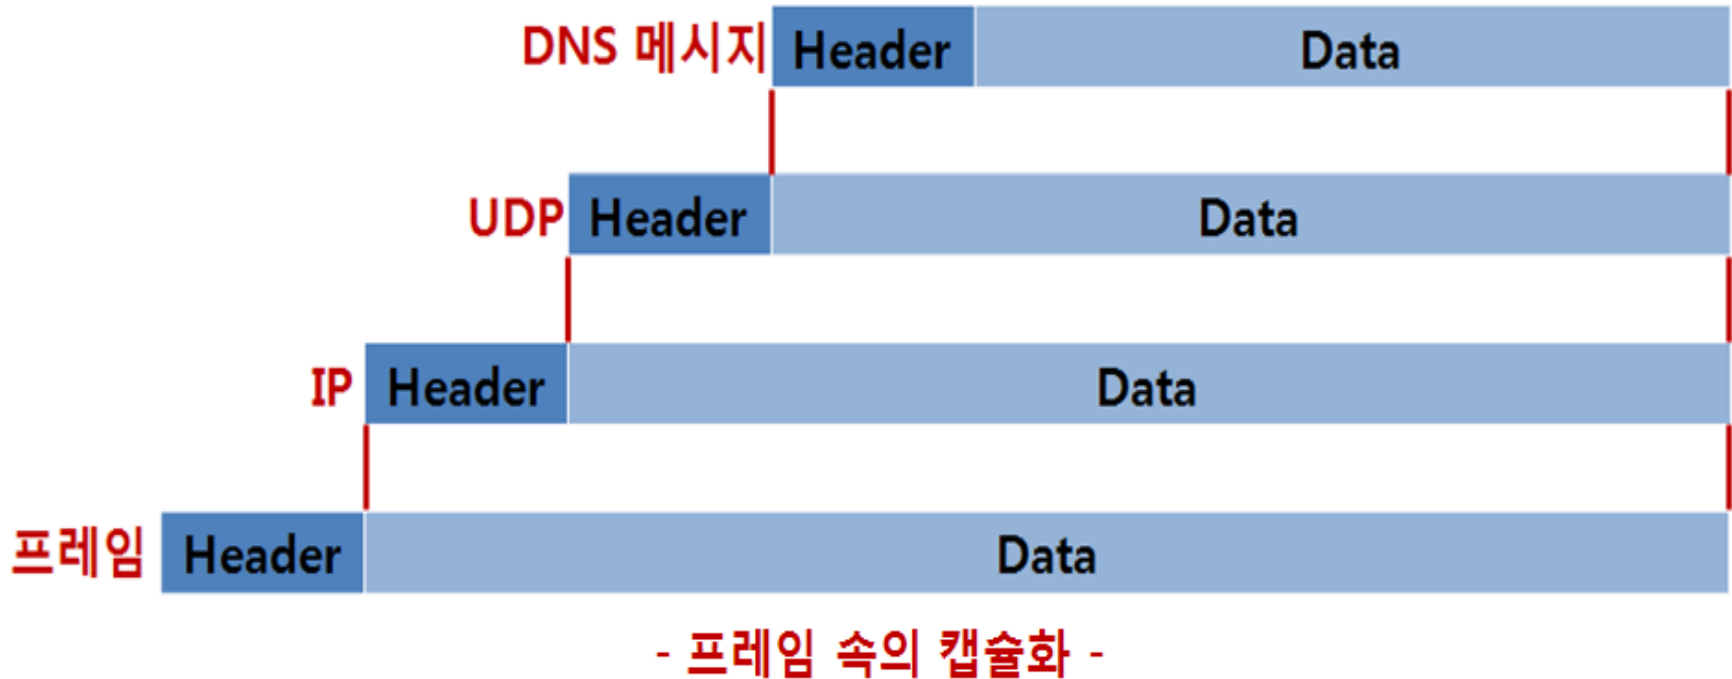 DNS 메시지 Header Data
UDP Header Data
IP Header Data
프레임 Header Data
- 프레임 속의 캡슐화 -